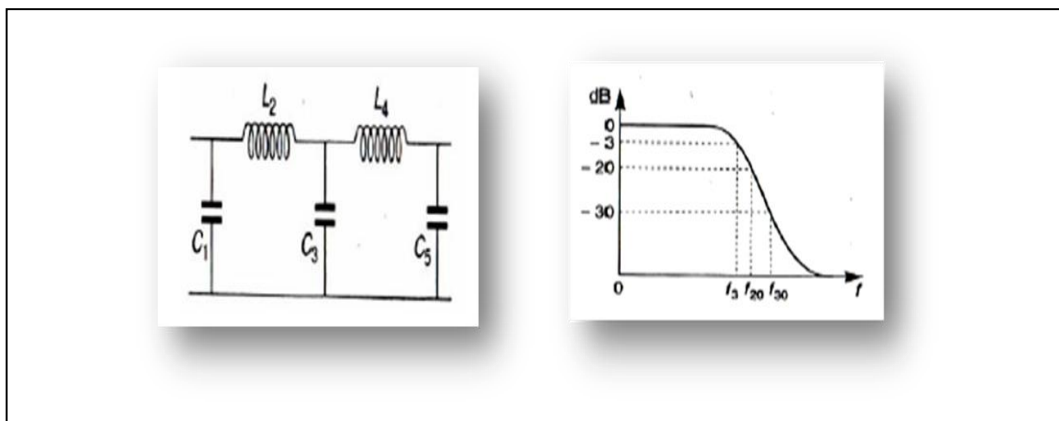 L₂
L₄
C₁
C₃
C₅
dB
0
− 3
− 20
− 30
0
f₃ f₂₀ f₃₀
f